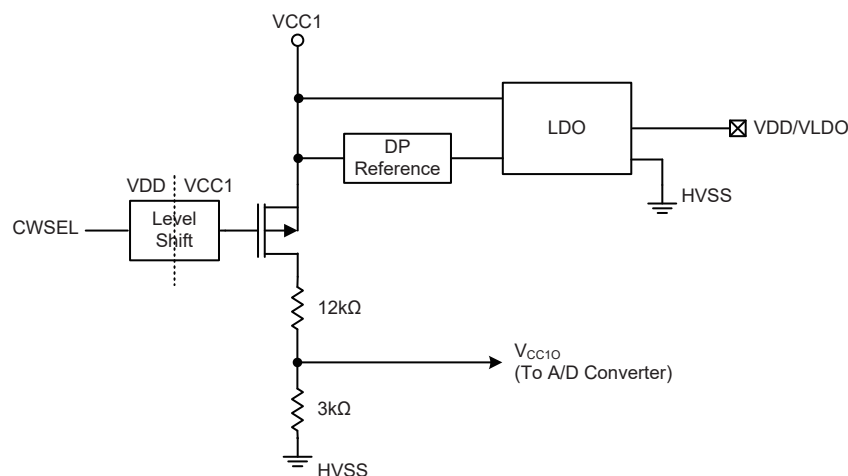 VCC1
LDO
VDD/VLDO
DP
Reference
HVSS
VDD
VCC1
CWSEL
Level
Shift
12kΩ
VCC1O
(To A/D Converter)
3kΩ
HVSS